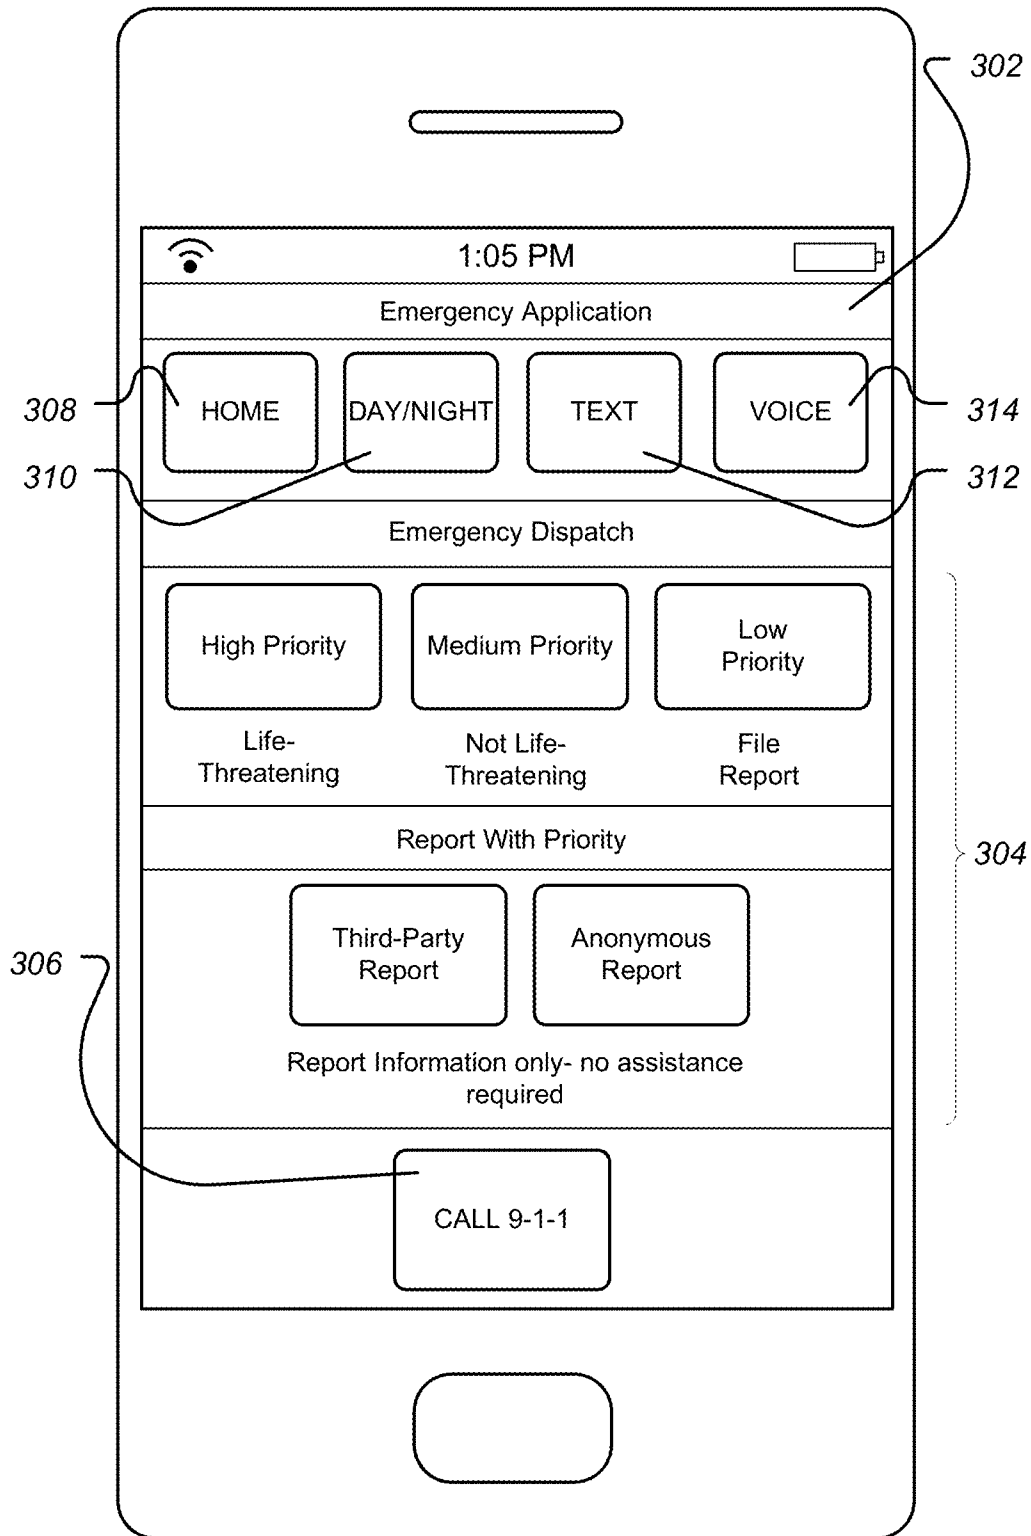 302
1:05 PM
Emergency Application
308
HOME
DAY/NIGHT
TEXT
VOICE
314
310
312
Emergency Dispatch
High Priority
Medium Priority
Low
Priority
Life-
Threatening
Not Life-
Threatening
File
Report
Report With Priority
304
Third-Party
Report
Anonymous
Report
306
Report Information only- no assistance
required
CALL 9-1-1